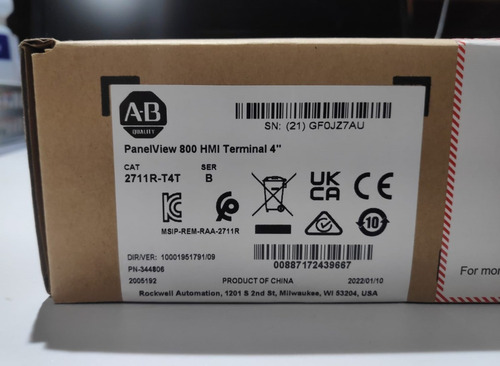 A-B
QUALITY
SN: (21) GF0JZ7AU
PanelView 800 HMI Terminal 4"
CAT SER
2711R-T4T B
UK
CA
CE
10
MSIP-REM-RAA-2711R
DIR/VER: 10001951791/09
00887172439667
PN-344806
2005192 PRODUCT OF CHINA 2022/01/10
Rockwell Automation, 1201 S 2nd St, Milwaukee, WI 53204, USA
For